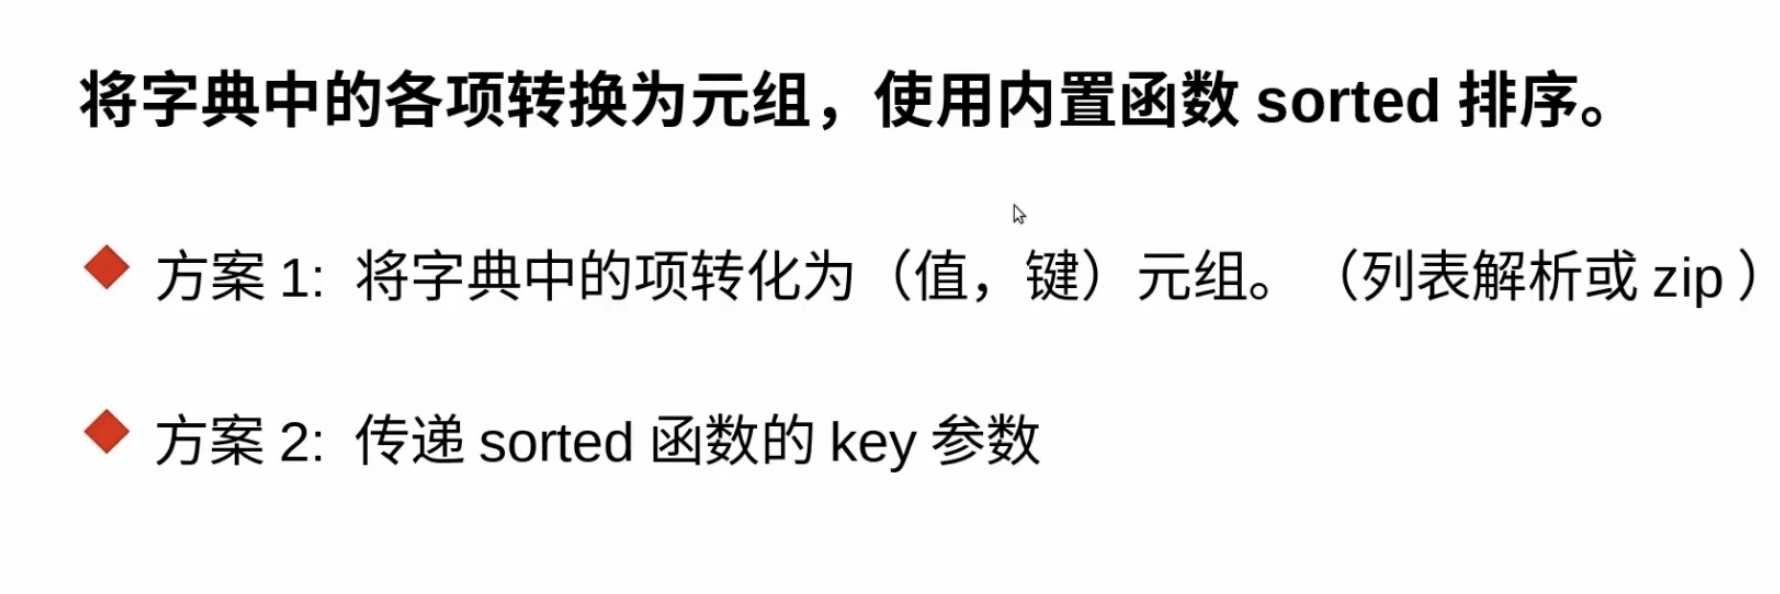 将字典中的各项转换为元组，使用内置函数 sorted 排序。
方案 1:  将字典中的项转化为（值，键）元组。（列表解析或 zip ）
方案 2:  传递 sorted 函数的 key 参数